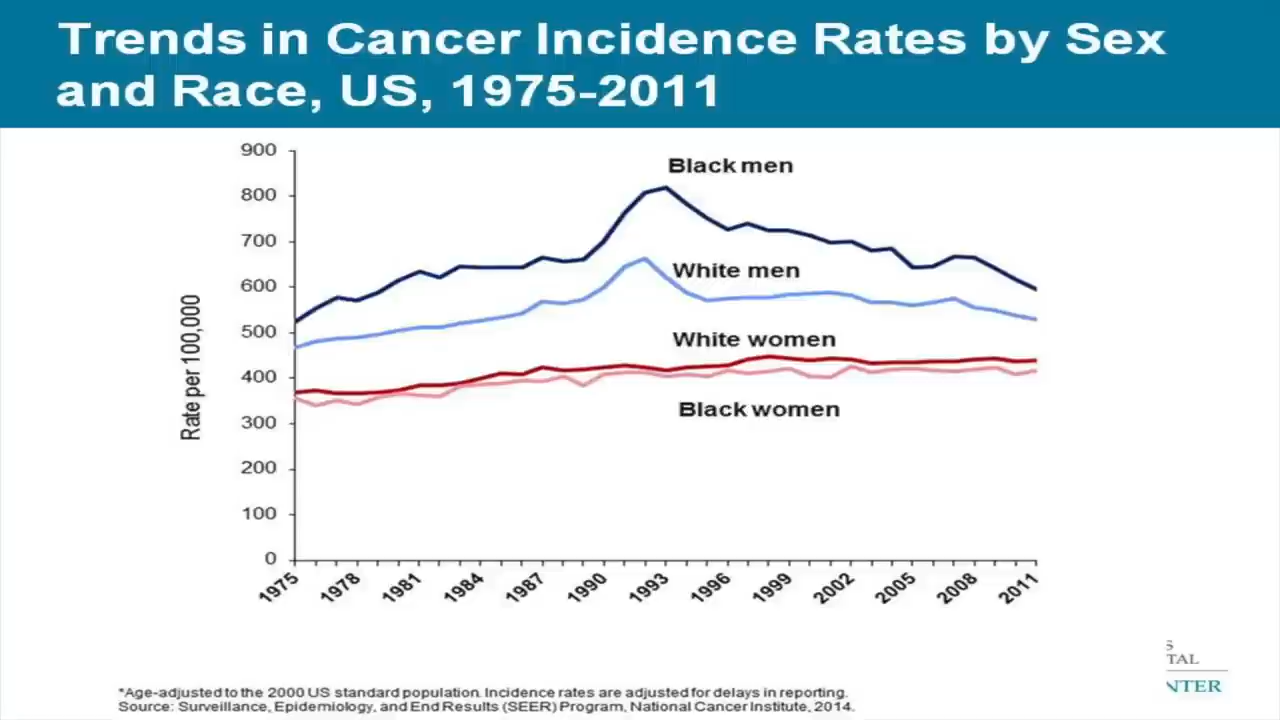 Trends in Cancer Incidence Rates by Sex
and Race, US, 1975-2011
900
800
700
600
500
400
300
200
100
0
Rate per 100,000
Black men
White men
White women
Black women
1975
1978
1981
1984
1987
1990
1993
1996
1999
2002
2005
2008
2011
S
TAL
NTER
*Age-adjusted to the 2000 US standard population. Incidence rates are adjusted for delays in reporting.
Source: Surveillance, Epidemiology, and End Results (SEER) Program, National Cancer Institute, 2014.